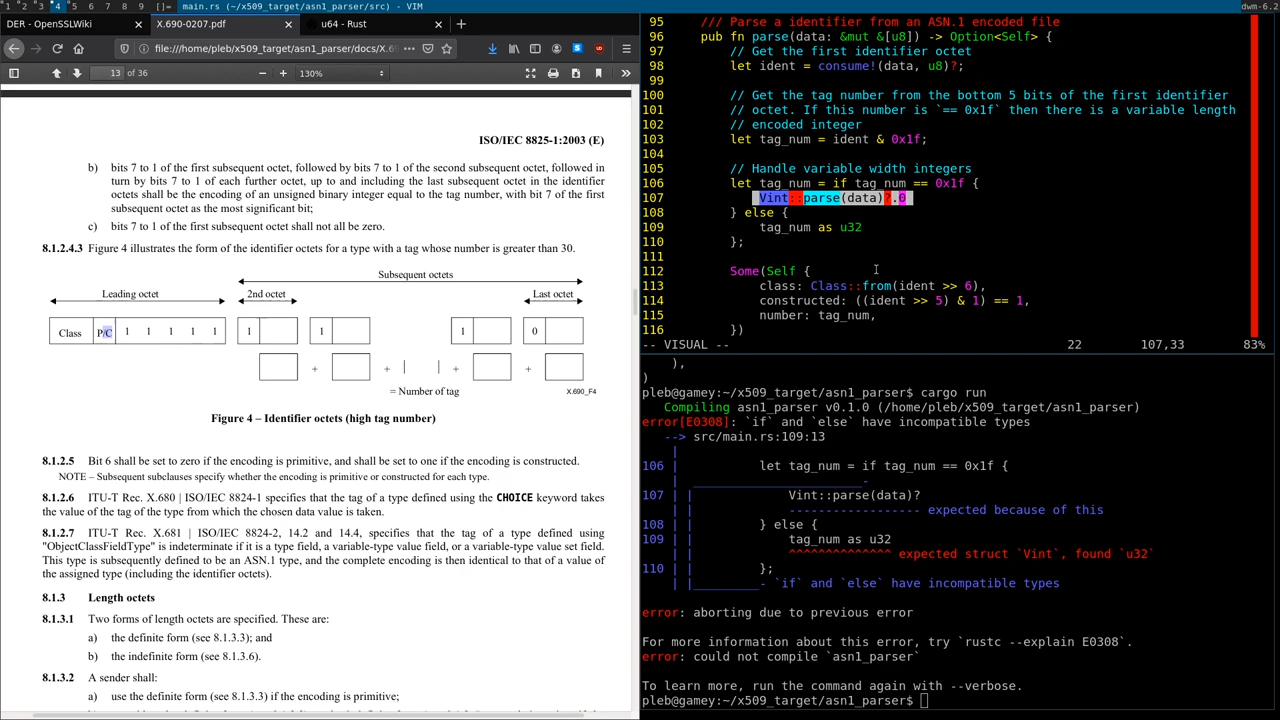 1 2 3 4 5 6 7 8 9 []= main.rs (~/x509_target/asn1_parser/src) - VIM dwm-6.2
DER - OpenSSLWiki × X.690-0207.pdf × u64 - Rust × +
file:///home/pleb/x509_target/asn1_parser/docs/X.6
13 of 36 − + 130%
ISO/IEC 8825-1:2003 (E)
b) bits 7 to 1 of the first subsequent octet, followed by bits 7 to 1 of the second subsequent octet, followed in
turn by bits 7 to 1 of each further octet, up to and including the last subsequent octet in the identifier
octets shall be the encoding of an unsigned binary integer equal to the tag number, with bit 7 of the first
subsequent octet as the most significant bit;
c) bits 7 to 1 of the first subsequent octet shall not all be zero.
8.1.2.4.3 Figure 4 illustrates the form of the identifier octets for a type with a tag whose number is greater than 30.
Subsequent octets
Leading octet 2nd octet Last octet
Class P/C 1 1 1 1 1 1 1 1 0
+ + + +
= Number of tag X.690_F4
Figure 4 – Identifier octets (high tag number)
8.1.2.5 Bit 6 shall be set to zero if the encoding is primitive, and shall be set to one if the encoding is constructed.
NOTE – Subsequent subclauses specify whether the encoding is primitive or constructed for each type.
8.1.2.6 ITU-T Rec. X.680 | ISO/IEC 8824-1 specifies that the tag of a type defined using the CHOICE keyword takes
the value of the tag of the type from which the chosen data value is taken.
8.1.2.7 ITU-T Rec. X.681 | ISO/IEC 8824-2, 14.2 and 14.4, specifies that the tag of a type defined using
"ObjectClassFieldType" is indeterminate if it is a type field, a variable-type value field, or a variable-type value set field.
This type is subsequently defined to be an ASN.1 type, and the complete encoding is then identical to that of a value of
the assigned type (including the identifier octets).
8.1.3 Length octets
8.1.3.1 Two forms of length octets are specified. These are:
a) the definite form (see 8.1.3.3); and
b) the indefinite form (see 8.1.3.6).
8.1.3.2 A sender shall:
a) use the definite form (see 8.1.3.3) if the encoding is primitive;
95 /// Parse a identifier from an ASN.1 encoded file
96 pub fn parse(data: &mut &[u8]) -> Option<Self> {
97 // Get the first identifier octet
98 let ident = consume!(data, u8)?;
99
100 // Get the tag number from the bottom 5 bits of the first identifier
101 // octet. If this number is `== 0x1f` then there is a variable length
102 // encoded integer
103 let tag_num = ident & 0x1f;
104
105 // Handle variable width integers
106 let tag_num = if tag_num == 0x1f {
107 Vint::parse(data)?.0
108 } else {
109 tag_num as u32
110 };
111
112 Some(Self {
113 class: Class::from(ident >> 6),
114 constructed: ((ident >> 5) & 1) == 1,
115 number: tag_num,
116 })
-- VISUAL -- 22 107,33 83%
),
)
pleb@gamey:~/x509_target/asn1_parser$ cargo run
Compiling asn1_parser v0.1.0 (/home/pleb/x509_target/asn1_parser)
error[E0308]: `if` and `else` have incompatible types
--> src/main.rs:109:13
|
106 | let tag_num = if tag_num == 0x1f {
| _____________________-
107 | | Vint::parse(data)?
| | ------------------ expected because of this
108 | | } else {
109 | | tag_num as u32
| | ^^^^^^^^^^^^^^ expected struct `Vint`, found `u32`
110 | | };
| |_________- `if` and `else` have incompatible types
error: aborting due to previous error
For more information about this error, try `rustc --explain E0308`.
error: could not compile `asn1_parser`
To learn more, run the command again with --verbose.
pleb@gamey:~/x509_target/asn1_parser$